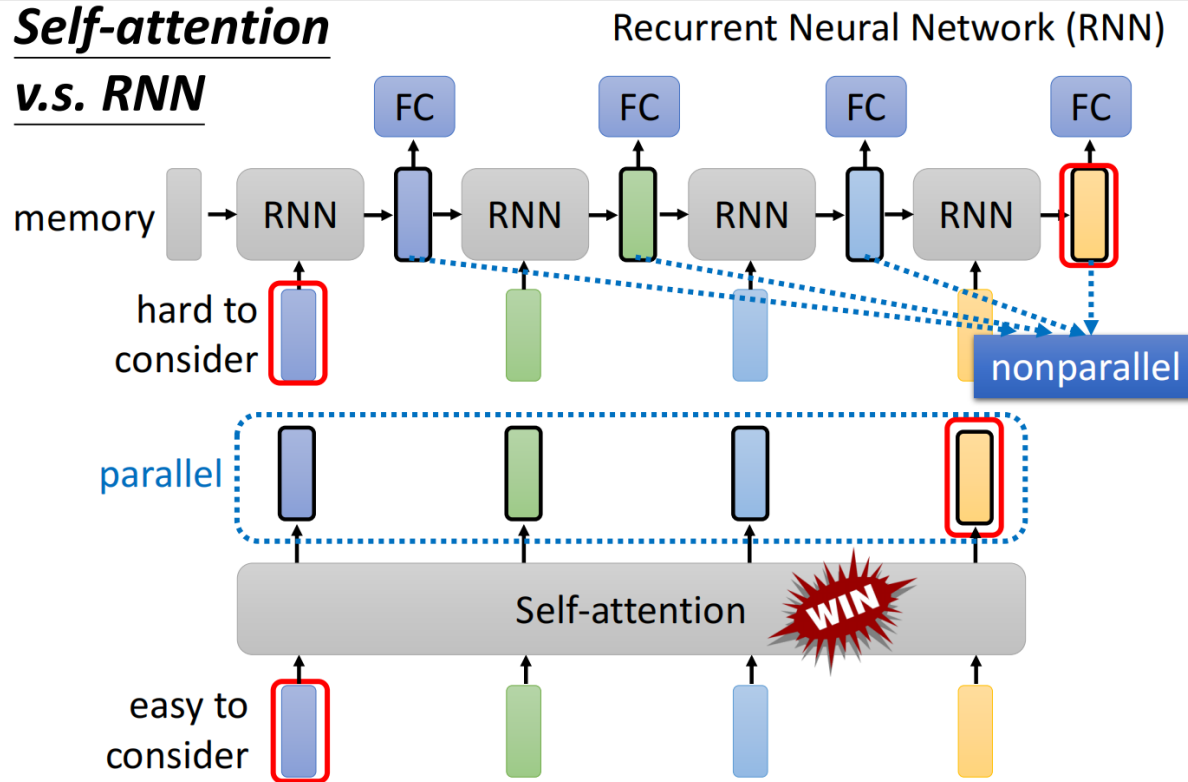 Self-attention
v.s. RNN
Recurrent Neural Network (RNN)
FC
FC
FC
FC
memory
RNN
RNN
RNN
RNN
hard to
consider
nonparallel
parallel
Self-attention
WIN
easy to
consider